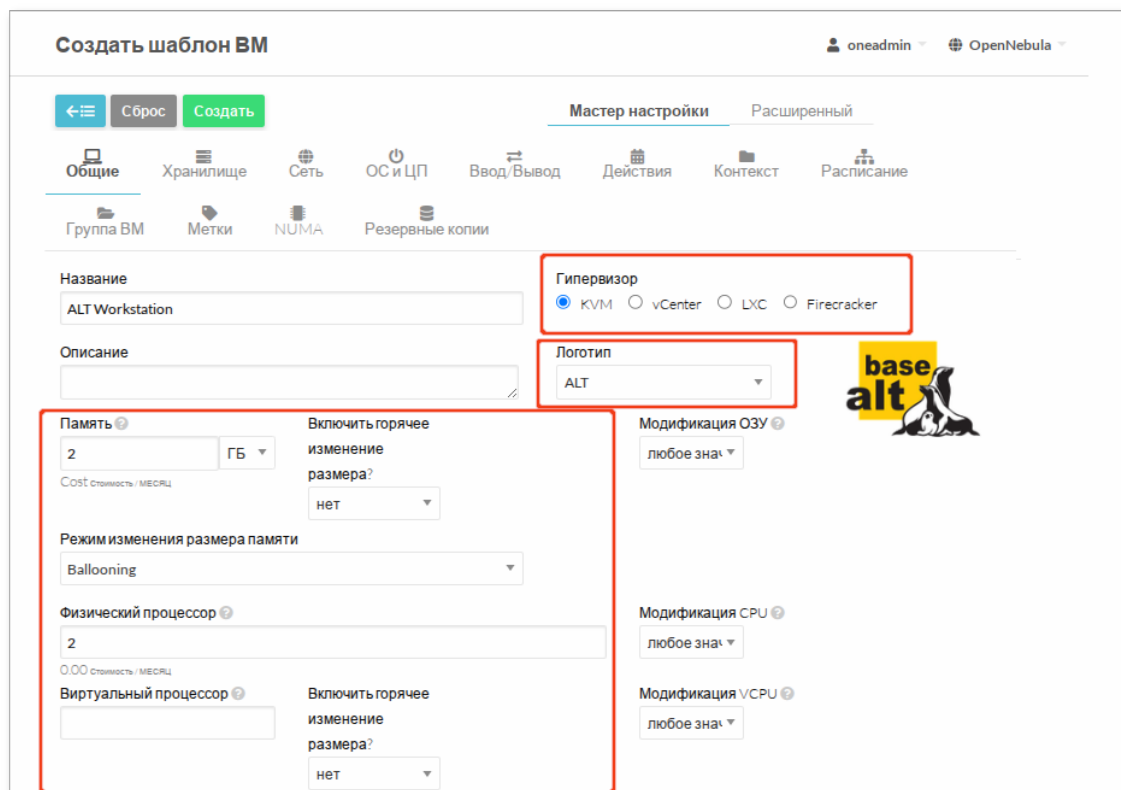 Создать шаблон ВМ
oneadmin
OpenNebula
Сброс
Создать
Мастер настройки
Расширенный
Общие
Хранилище
Сеть
ОС и ЦП
Ввод/Вывод
Действия
Контекст
Расписание
Группа ВМ
Метки
NUMA
Резервные копии
Название
Гипервизор
ALT Workstation
KVM vCenter LXC Firecracker
Описание
Логотип
ALT
base
alt
Память
Включить горячее
изменение
размера?
Модификация ОЗУ
2
ГБ
любое знач
Cost Стоимость / МЕСЯЦ
нет
Режим изменения размера памяти
Ballooning
Физический процессор
Модификация CPU
2
любое знач
0.00 Стоимость / МЕСЯЦ
Виртуальный процессор
Включить горячее
изменение
размера?
Модификация VCPU
любое знач
нет